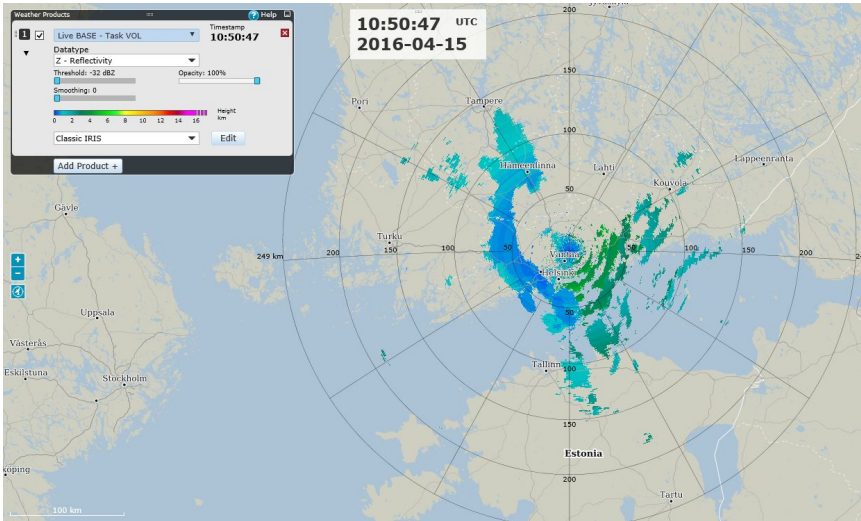 Weather Products
? Help
1
Live BASE - Task VOL
Timestamp
10:50:47
Datatype
Z - Reflectivity
Threshold: -32 dBZ
Opacity: 100%
Smoothing: 0
0 2 4 6 8 10 12 14 16
Height
km
Classic IRIS
Edit
Add Product +
10:50:47 UTC
2016-04-15
200
150
100
50
Pori
Tampere
Hämeenlinna
Lahti
Kouvola
Lappeenranta
Gävle
Turku
249 km
200
150
100
50
Vantaa
50
100
150
200
Helsinki
+
−
Uppsala
50
Västerås
Eskilstuna
Stockholm
Tallinn
100
150
Estonia
köping
200
Tartu
100 km